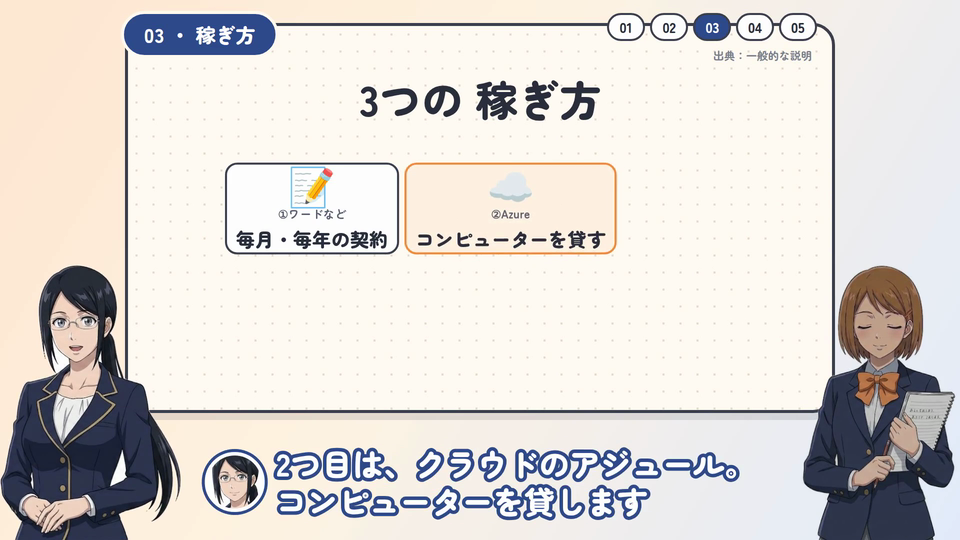 03・稼ぎ方
01 02 03 04 05
出典：一般的な説明
3つの 稼ぎ方
①ワードなど
毎月・毎年の契約
②Azure
コンピューターを貸す
2つ目は、クラウドのアジュール。
コンピューターを貸します